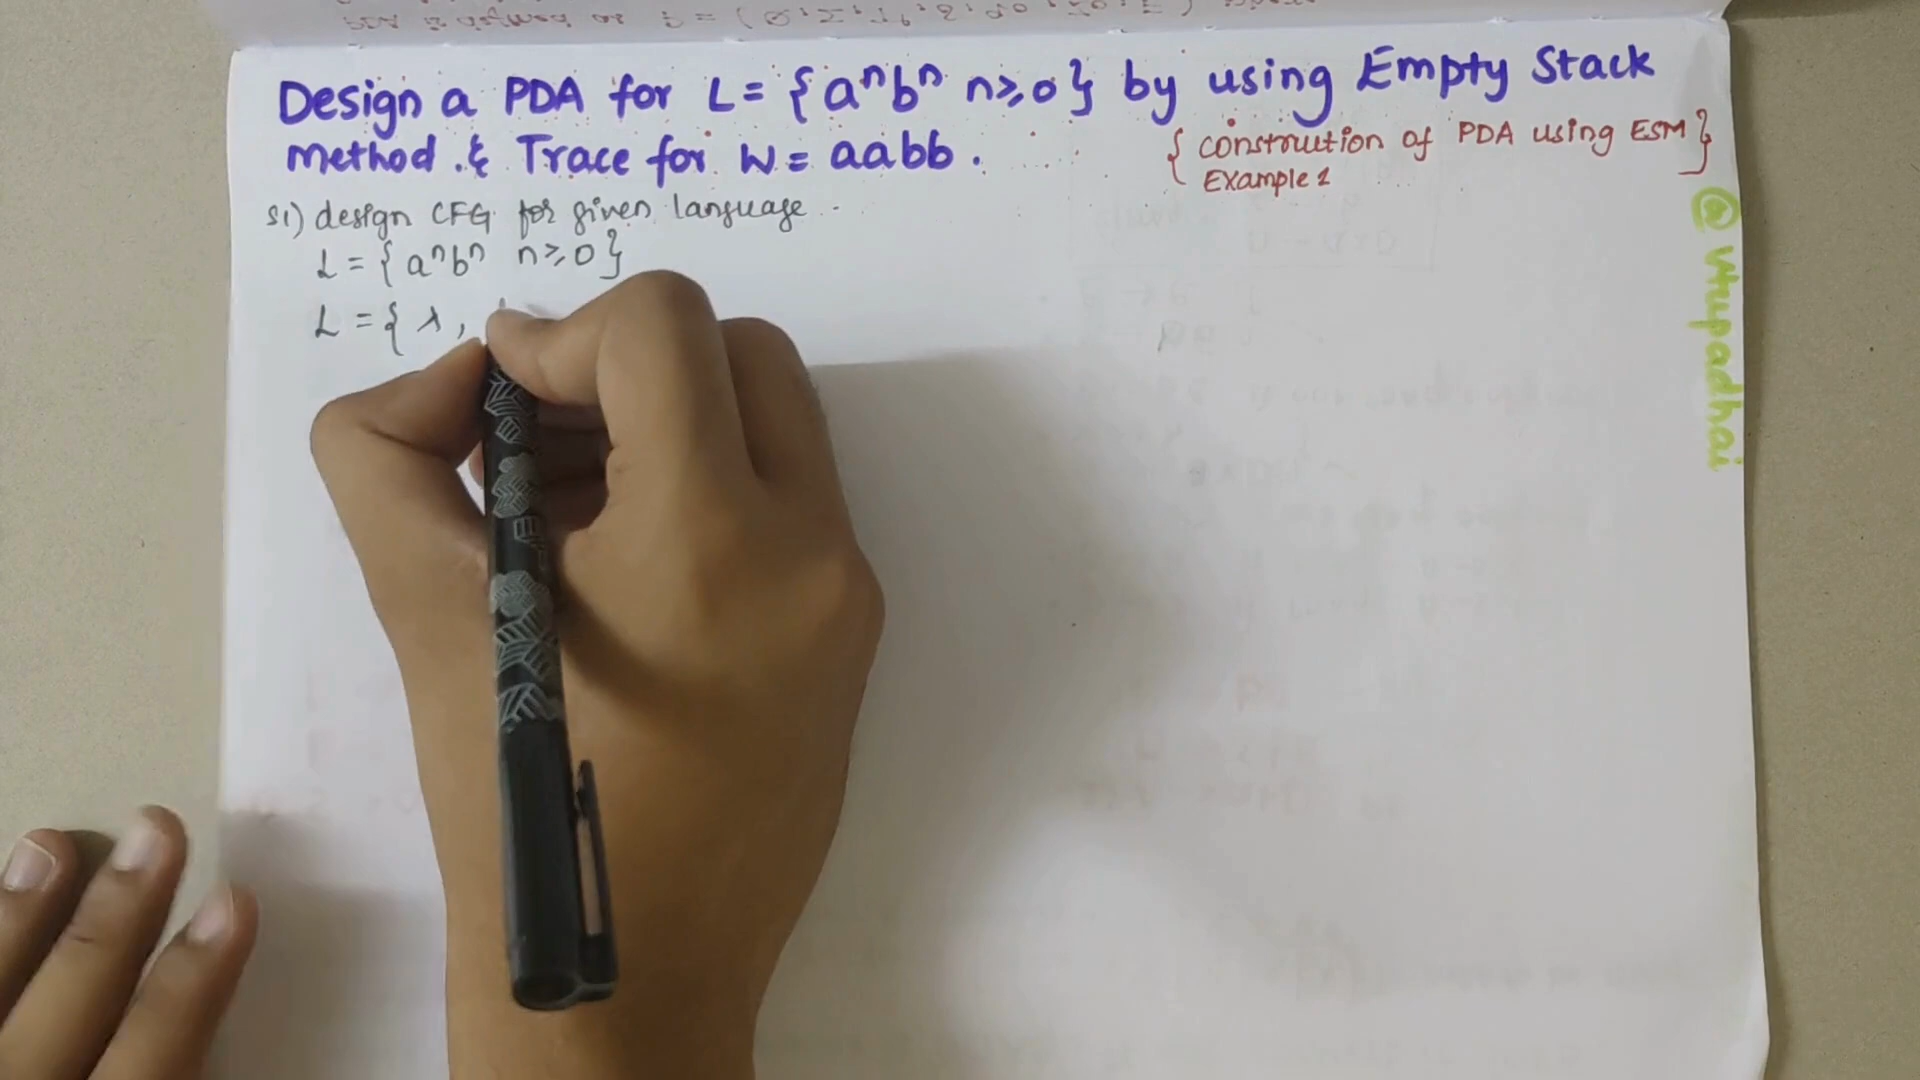 Design a PDA for L = {aⁿbⁿ n≥0} by using Empty Stack
method. & Trace for W = aabb.
{ construction of PDA using ESM }
Example 1
S1) design CFG for given language
L = {aⁿbⁿ n≥0}
L = { λ,
@Vtupadhai